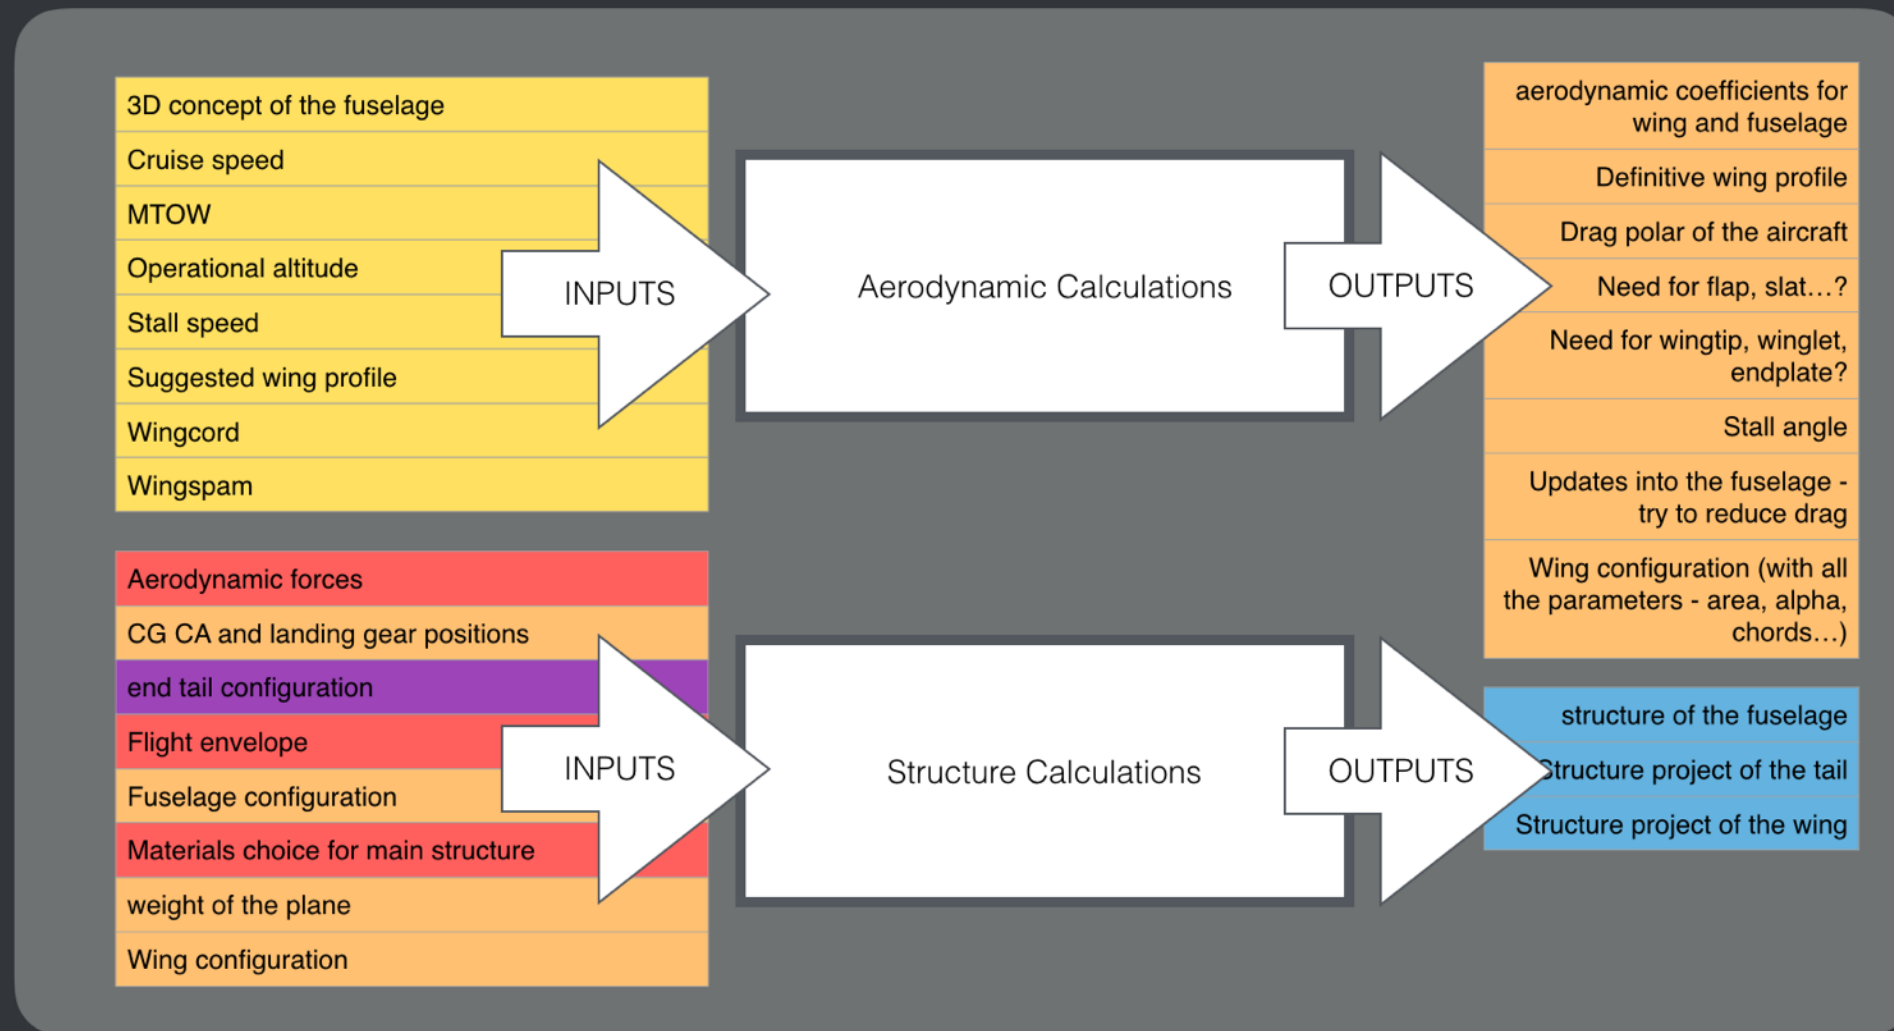 3D concept of the fuselage
Cruise speed
MTOW
Operational altitude
Stall speed
Suggested wing profile
Wingcord
Wingspam
INPUTS
Aerodynamic Calculations
OUTPUTS
aerodynamic coefficients for
wing and fuselage
Definitive wing profile
Drag polar of the aircraft
Need for flap, slat...?
Need for wingtip, winglet,
endplate?
Stall angle
Updates into the fuselage -
try to reduce drag
Wing configuration (with all
the parameters - area, alpha,
chords...)
Aerodynamic forces
CG CA and landing gear positions
end tail configuration
Flight envelope
Fuselage configuration
Materials choice for main structure
weight of the plane
Wing configuration
INPUTS
Structure Calculations
OUTPUTS
structure of the fuselage
Structure project of the tail
Structure project of the wing